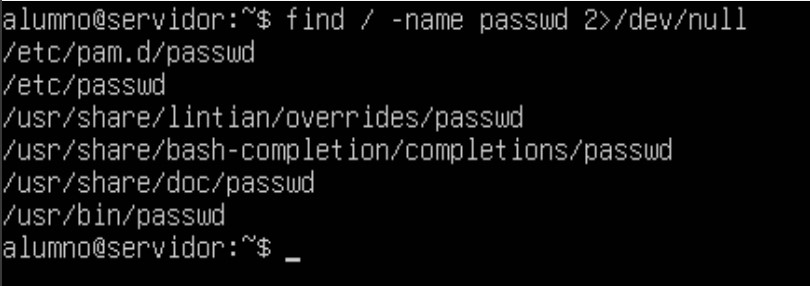 alumno@servidor:~$ find / -name passwd 2>/dev/null
/etc/pam.d/passwd
/etc/passwd
/usr/share/lintian/overrides/passwd
/usr/share/bash-completion/completions/passwd
/usr/share/doc/passwd
/usr/bin/passwd
alumno@servidor:~$ _